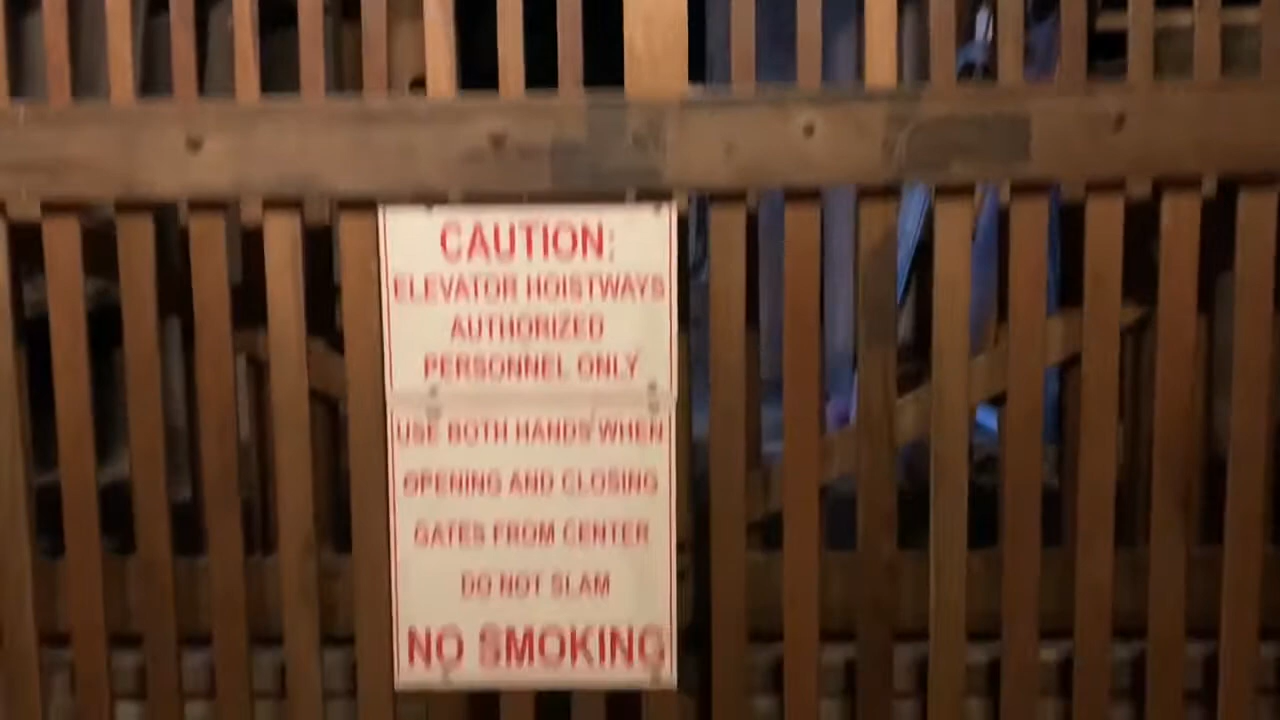 CAUTION:
ELEVATOR HOISTWAYS
AUTHORIZED
PERSONNEL ONLY
USE BOTH HANDS WHEN
OPENING AND CLOSING
GATES FROM CENTER
DO NOT SLAM
NO SMOKING